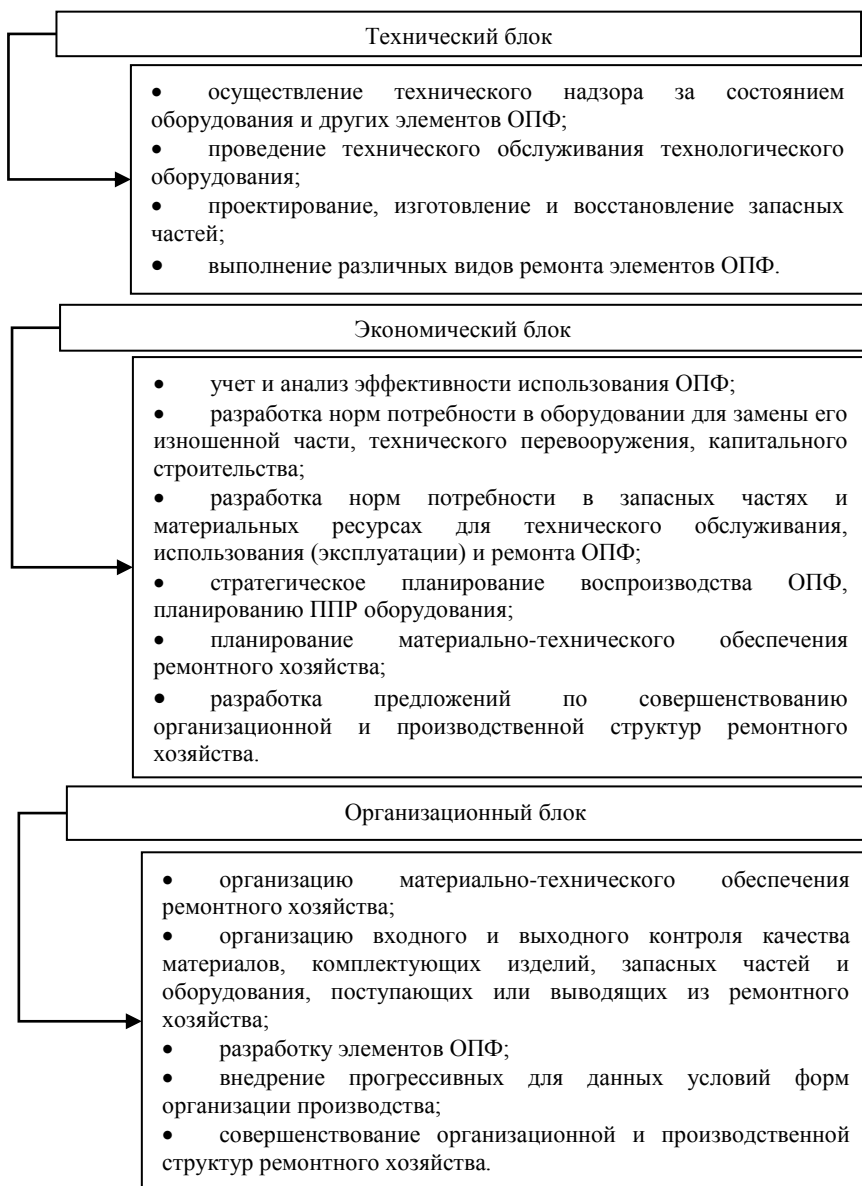 Технический блок
• осуществление технического надзора за состоянием
оборудования и других элементов ОПФ;
• проведение технического обслуживания технологического
оборудования;
• проектирование, изготовление и восстановление запасных
частей;
• выполнение различных видов ремонта элементов ОПФ.
Экономический блок
• учет и анализ эффективности использования ОПФ;
• разработка норм потребности в оборудовании для замены его
изношенной части, технического перевооружения, капитального
строительства;
• разработка норм потребности в запасных частях и
материальных ресурсах для технического обслуживания,
использования (эксплуатации) и ремонта ОПФ;
• стратегическое планирование воспроизводства ОПФ,
планированию ППР оборудования;
• планирование материально-технического обеспечения
ремонтного хозяйства;
• разработка предложений по совершенствованию
организационной и производственной структур ремонтного
хозяйства.
Организационный блок
• организацию материально-технического обеспечения
ремонтного хозяйства;
• организацию входного и выходного контроля качества
материалов, комплектующих изделий, запасных частей и
оборудования, поступающих или выводящих из ремонтного
хозяйства;
• разработку элементов ОПФ;
• внедрение прогрессивных для данных условий форм
организации производства;
• совершенствование организационной и производственной
структур ремонтного хозяйства.